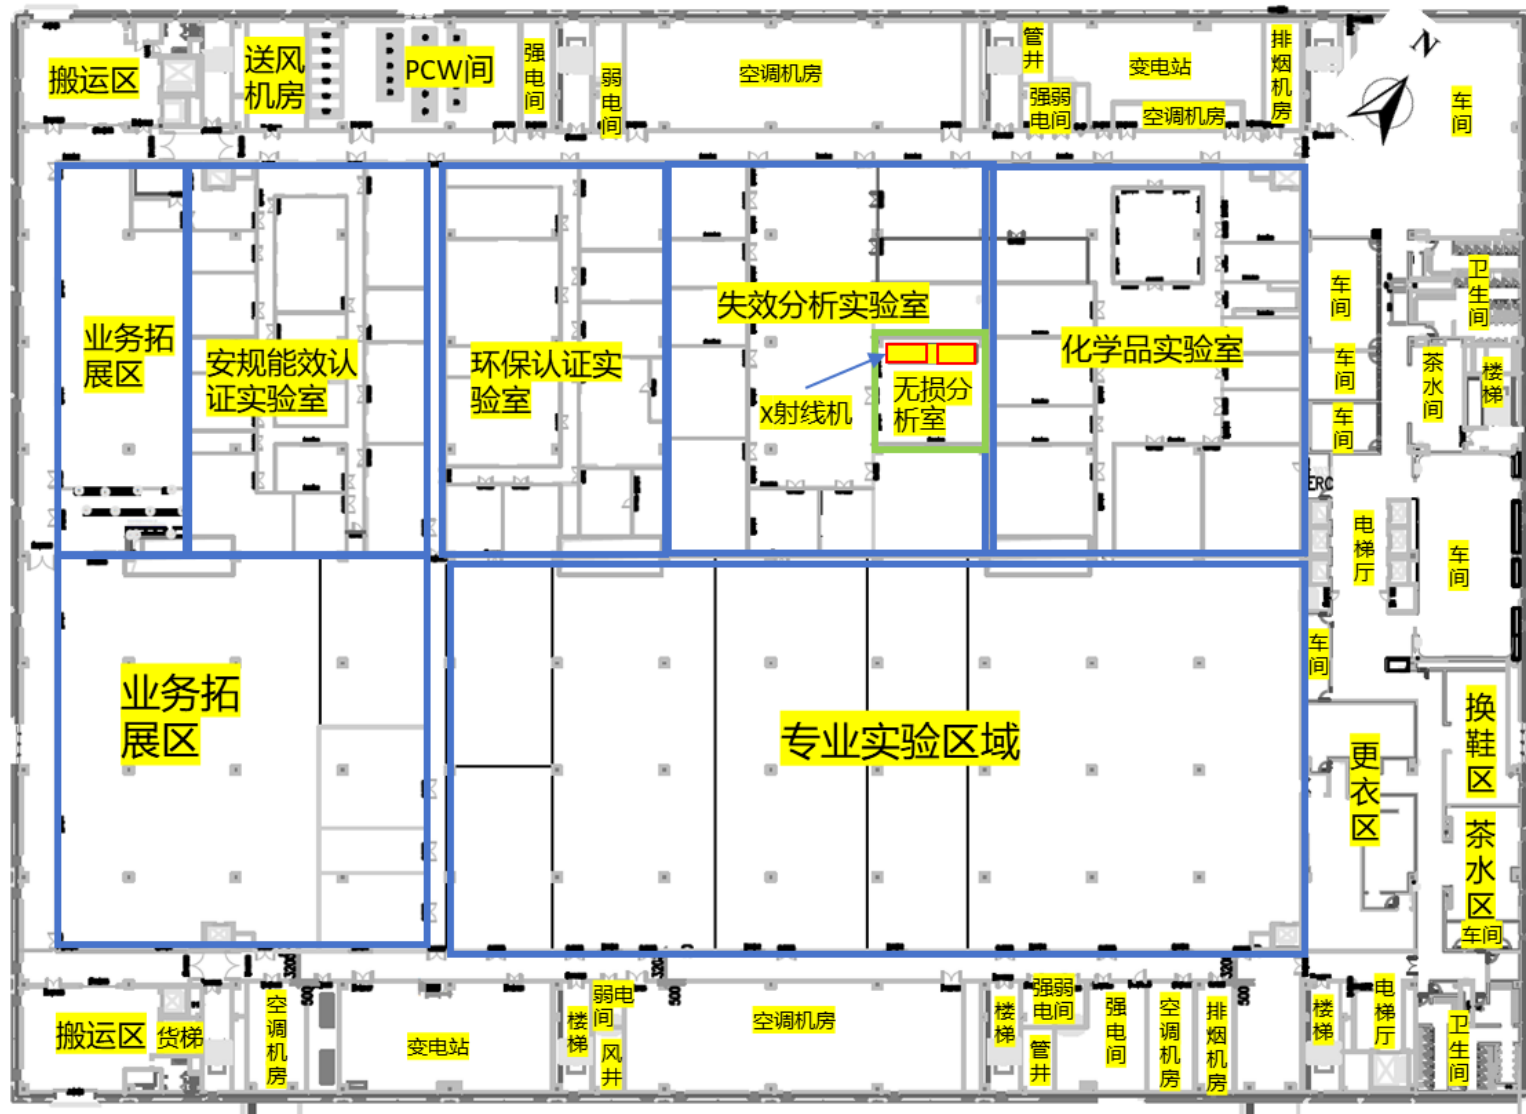 搬运区
送风
机房
PCW间
强
电
间
弱
电
间
空调机房
管
井
强弱
电间
变电站
空调机房
排
烟
机
房
N
车
间
业务拓
展区
安规能效认
证实验室
环保认证实
验室
失效分析实验室
X射线机
无损分
析室
化学品实验室
车
间
车
间
车
间
卫
生
间
茶
水
间
楼
梯
ERC
电
梯
厅
车
间
车
间
业务拓
展区
专业实验区域
更
衣
区
换
鞋
区
茶
水
区
车间
搬运区
货梯
空
调
机
房
3200
500
变电站
楼
梯
弱电
间
风
井
320
500
空调机房
楼
梯
强弱
电间
管
井
强
电
间
空
调
机
房
排
烟
机
房
3200
500
楼
梯
电
梯
厅
卫
生
间